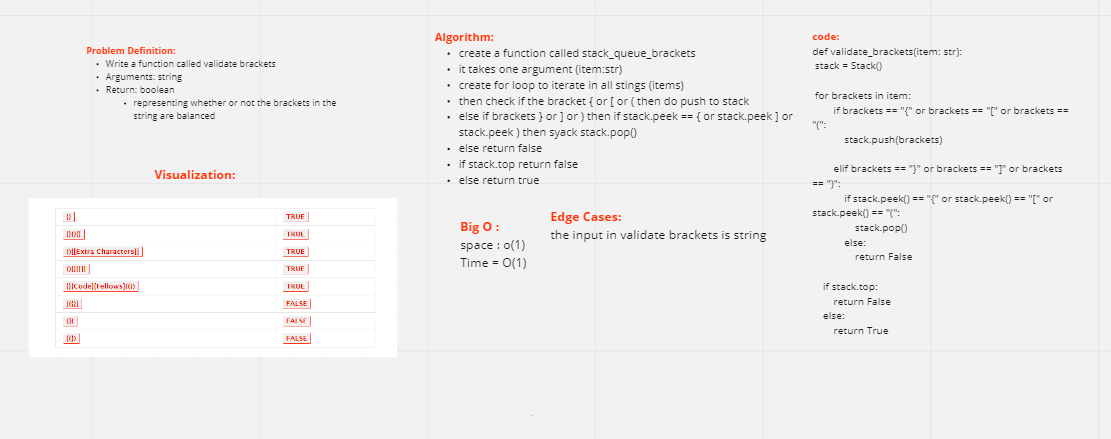 Problem Definition:
• Write a function called validate brackets
• Arguments: string
• Return: boolean
• representing whether or not the brackets in the
string are balanced
Visualization:
{} TRUE
TRUE
()[[Extra Characters]] TRUE
TRUE
{}{Code}[Fellows](()) TRUE
FALSE
FALSE
FALSE
Algorithm:
• create a function called stack_queue_brackets
• it takes one argument (item:str)
• create for loop to iterate in all stings (items)
• then check if the bracket { or [ or ( then do push to stack
• else if brackets } or ] or ) then if stack.peek == { or stack.peek ] or
stack.peek ) then syack stack.pop()
• else return false
• if stack.top return false
• else return true
Big O :
space : o(1)
Time = O(1)
Edge Cases:
the input in validate brackets is string
code:
def validate_brackets(item: str):
stack = Stack()
for brackets in item:
if brackets == "{" or brackets == "[" or brackets ==
"(":
stack.push(brackets)
elif brackets == "}" or brackets == "]" or brackets
== ")":
if stack.peek() == "{" or stack.peek() == "[" or
stack.peek() == "(":
stack.pop()
else:
return False
if stack.top:
return False
else:
return True